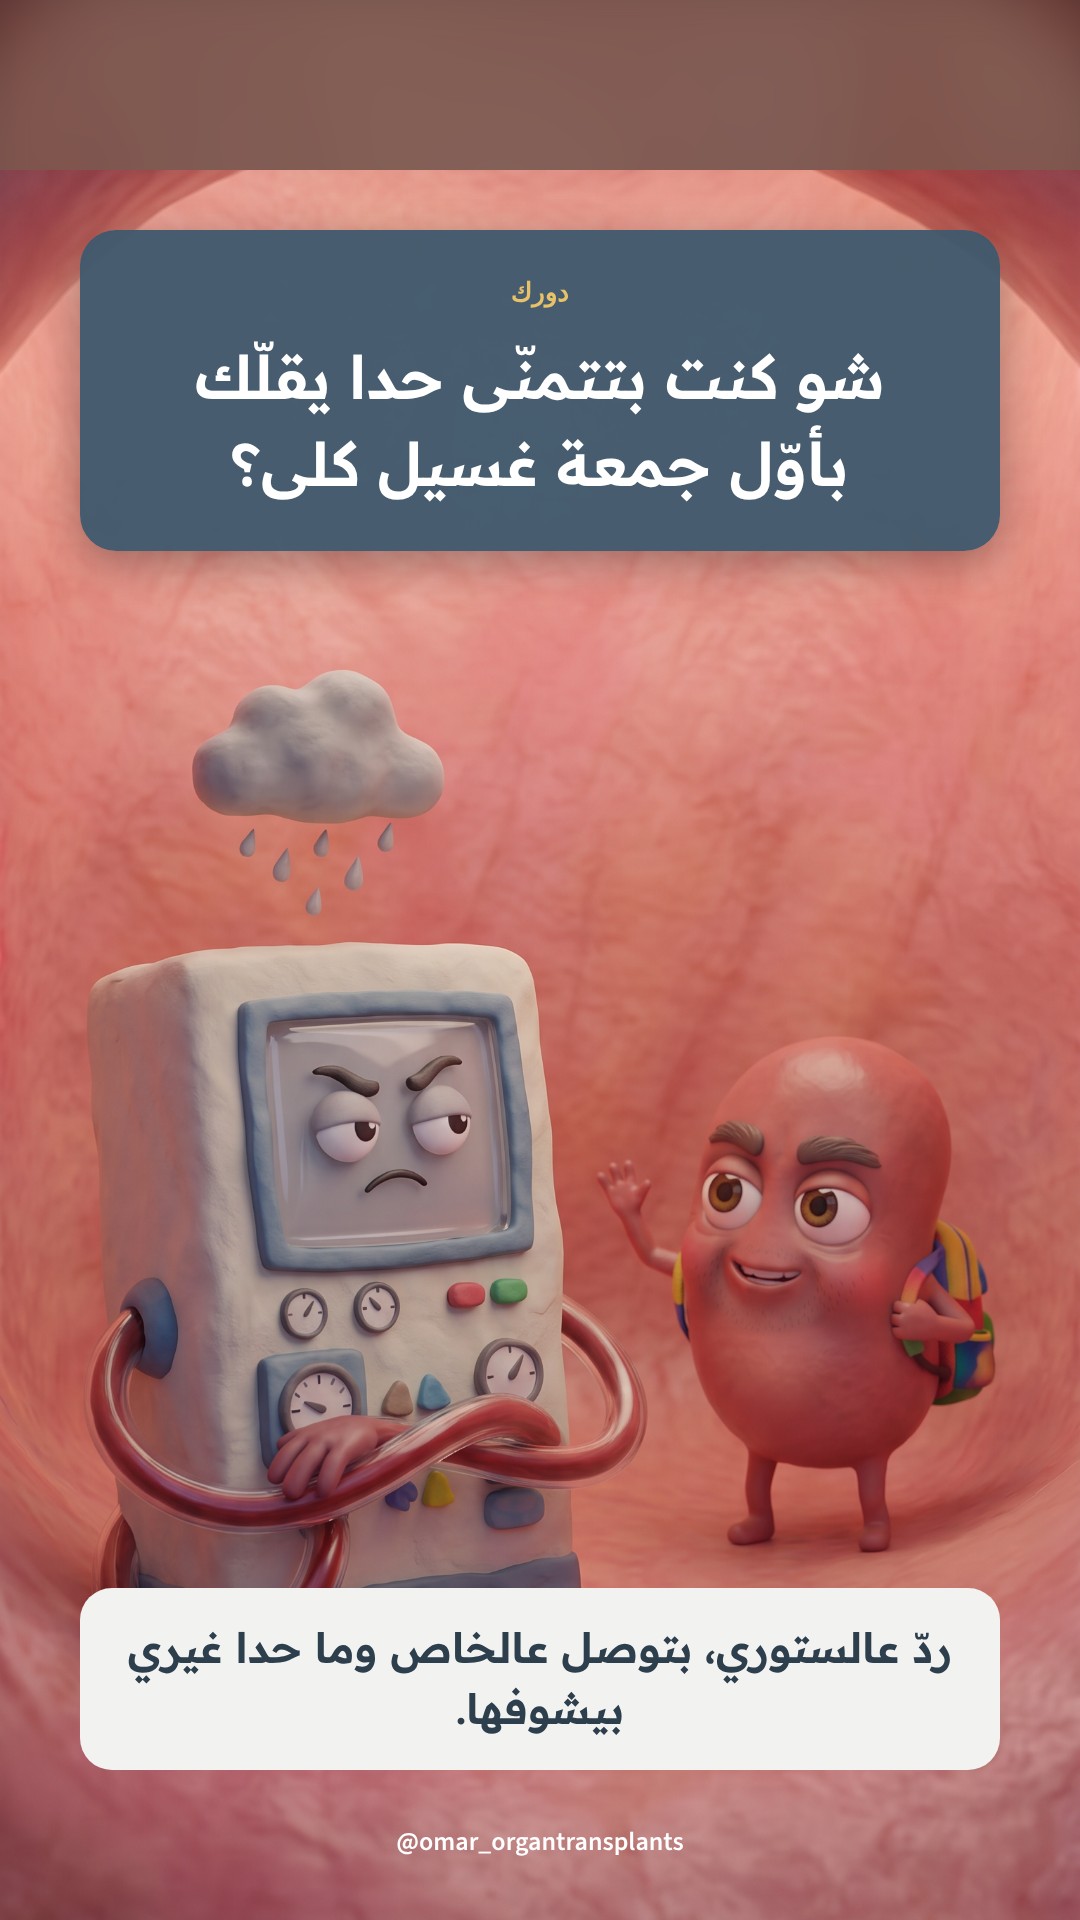 دورك
شو كنت بتتمنّى حدا يقلّك
بأوّل جمعة غسيل كلى؟
ردّ عالستوري، بتوصل عالخاص وما حدا غيري
بيشوفها.
@omar_organtransplants